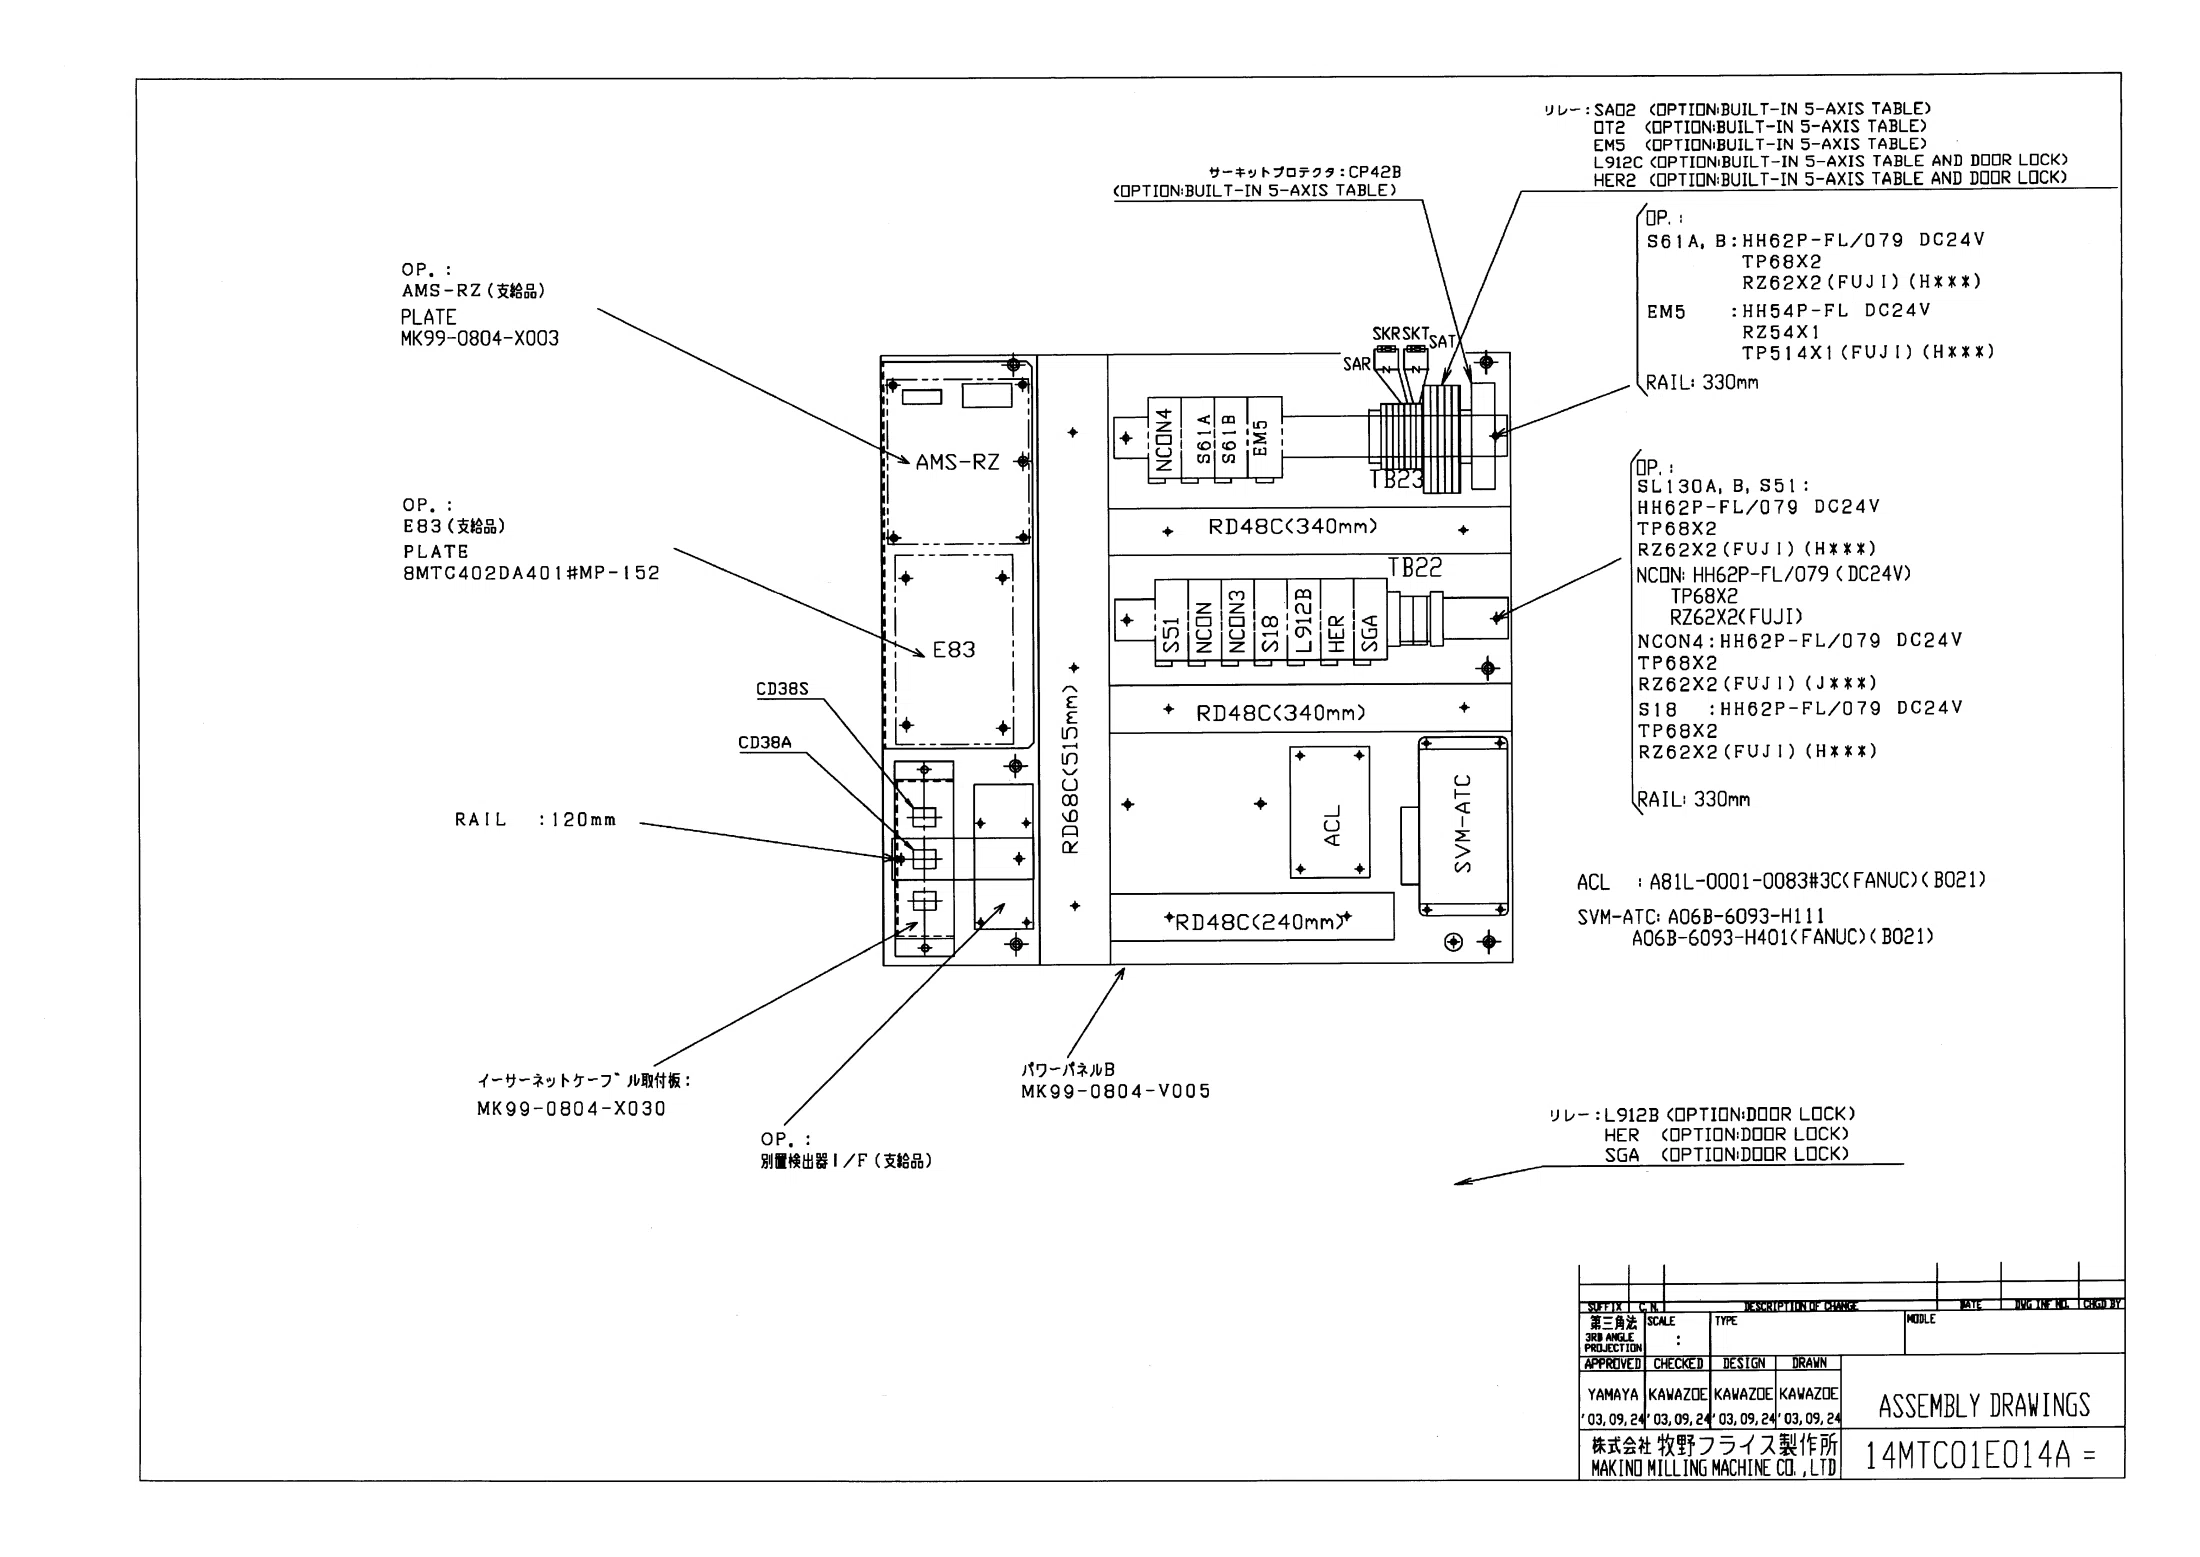 リレー:SA02 (OPTION:BUILT-IN 5-AXIS TABLE)
OT2 (OPTION:BUILT-IN 5-AXIS TABLE)
EM5 (OPTION:BUILT-IN 5-AXIS TABLE)
L912C (OPTION:BUILT-IN 5-AXIS TABLE AND DOOR LOCK)
HER2 (OPTION:BUILT-IN 5-AXIS TABLE AND DOOR LOCK)
サーキットプロテクタ:CP42B
(OPTION:BUILT-IN 5-AXIS TABLE)
OP. :
S61A, B:HH62P-FL/079 DC24V
TP68X2
RZ62X2(FUJI)(H***)
EM5 :HH54P-FL DC24V
RZ54X1
TP514X1(FUJI)(H***)
RAIL: 330mm
OP. :
AMS-RZ(支給品)
PLATE
MK99-0804-X003
OP. :
E83(支給品)
PLATE
8MTC402DA401#MP-152
SKR
SKT
SAT
SAR
AMS-RZ
NCON4
S61A
S61B
EM5
TB23
RD48C(340mm)
TB22
E83
S51
NCON
NCON3
S18
L912B
HER
SGA
RD48C(340mm)
RD68C(515mm)
ACL
SVM-ATC
RD48C(240mm)
CD38S
CD38A
RAIL :120mm
OP. :
SL130A, B, S51:
HH62P-FL/079 DC24V
TP68X2
RZ62X2(FUJI)(H***)
NCON: HH62P-FL/079(DC24V)
TP68X2
RZ62X2(FUJI)
NCON4:HH62P-FL/079 DC24V
TP68X2
RZ62X2(FUJI)(J***)
S18 :HH62P-FL/079 DC24V
TP68X2
RZ62X2(FUJI)(H***)
RAIL: 330mm
ACL : A81L-0001-0083#3C(FANUC)(B021)
SVM-ATC: A06B-6093-H111
A06B-6093-H401(FANUC)(B021)
イーサーネットケーブル取付板:
MK99-0804-X030
パワーパネルB
MK99-0804-V005
OP. :
別置検出器I/F(支給品)
リレー:L912B (OPTION:DOOR LOCK)
HER (OPTION:DOOR LOCK)
SGA (OPTION:DOOR LOCK)
SUFFIX C.N. DESCRIPTION OF CHANGE DATE DWG INF NO. CHGD BY
第三角法
3RD ANGLE
PROJECTION
SCALE
:
TYPE
MODLE
APPROVED CHECKED DESIGN DRAWN
YAMAYA KAWAZOE KAWAZOE KAWAZOE
'03,09,24 '03,09,24 '03,09,24 '03,09,24
ASSEMBLY DRAWINGS
株式会社 牧野フライス製作所
MAKINO MILLING MACHINE CO.,LTD
14MTC01E014A =